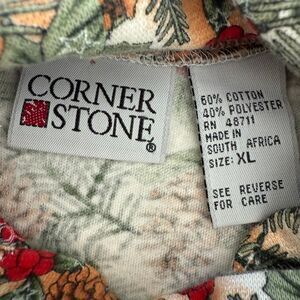 CORNER
STONE®
60% COTTON
40% POLYESTER
RN 48711
MADE IN
SOUTH AFRICA
SIZE: XL
SEE REVERSE
FOR CARE